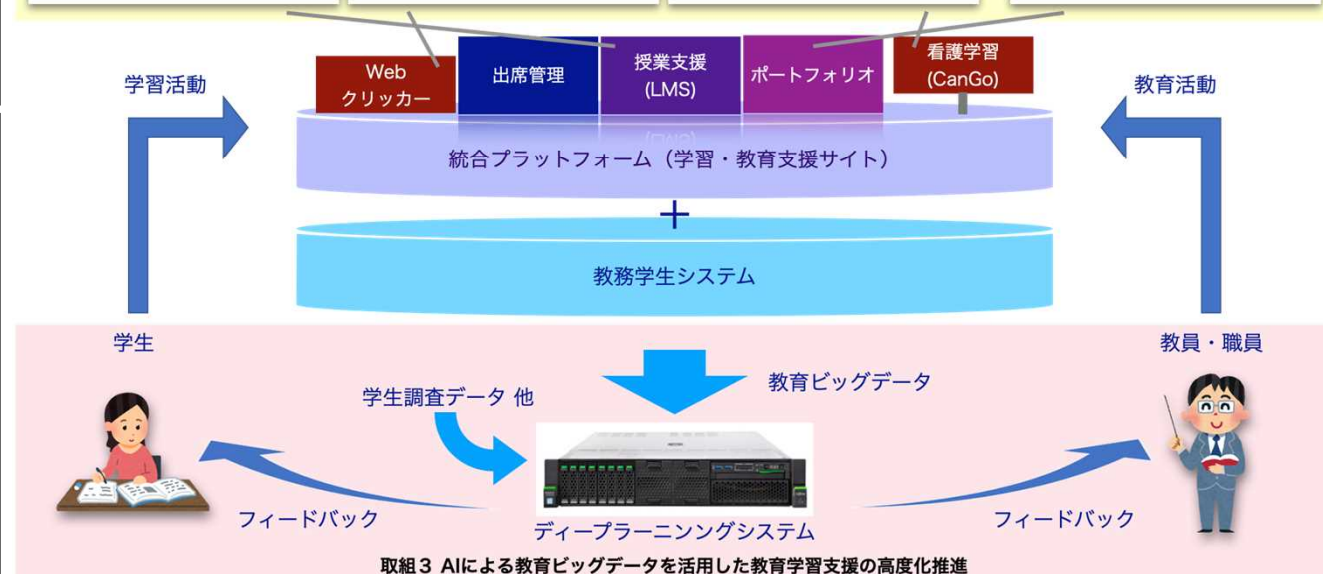 Web
クリッカー
出席管理
授業支援
(LMS)
ポートフォリオ
看護学習
(CanGo)
学習活動
教育活動
統合プラットフォーム（学習・教育支援サイト）
+
教務学生システム
学生
教員・職員
教育ビッグデータ
学生調査データ 他
フィードバック
ディープラーニンングシステム
フィードバック
取組３ AIによる教育ビッグデータを活用した教育学習支援の高度化推進